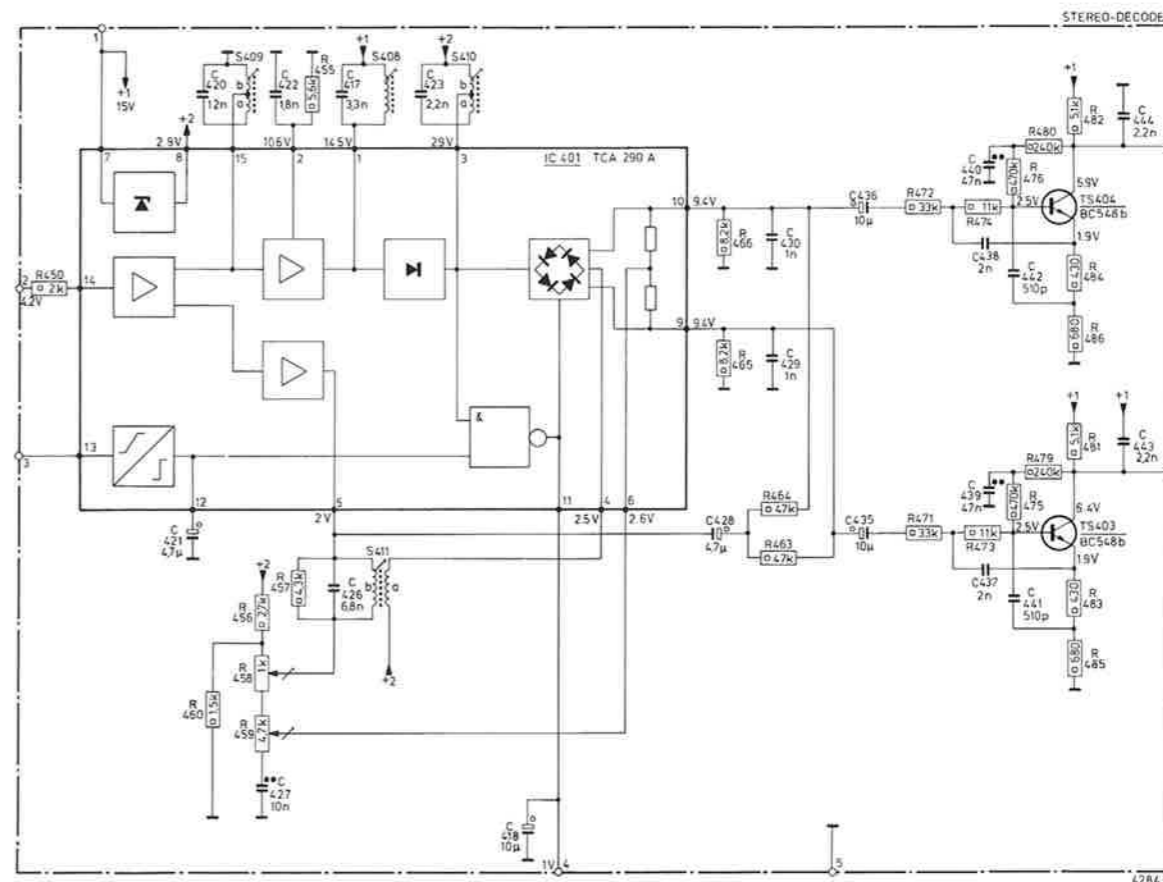 STEREO-DECODE
1
+1
15V
S409
C
420
12n
b
a
C
422
1,8n
R
455
5,6k
+1
S408
C
417
3,3n
+2
S410
C
423
2,2n
b
a
+2
2.9V
10.6V
14.5V
2.9V
7
8
15
2
1
3
IC 401 TCA 290 A
2
R450
2k
4.2V
14
10
9.4V
9
9.4V
R
466
8,2k
C
430
1n
R
465
8,2k
C
429
1n
C436
10µ
R472
33k
R474
11k
C438
2n
C
440
47n
R480
240k
470k
R
476
2.5V
+1
51k
R
482
C
444
2,2n
5.9V
TS404
BC548b
1.9V
C
442
510p
430
R
484
680
R
486
&
3
13
12
5
11
4
6
2V
2.5V
2.6V
C
421
4,7µ
S411
R
457
4,3k
C
426
6,8n
b
a
+2
R
456
27k
R
458
1k
R
460
1,5k
R
459
4,7k
C
427
10n
+2
C428
4,7µ
R464
47k
R463
47k
C435
10µ
R471
33k
R473
11k
C437
2n
C
439
47n
R479
240k
470k
R
475
2.5V
+1
51k
R
481
+1
C
443
2,2n
6.4V
TS403
BC548b
1.9V
C
441
510p
430
R
483
680
R
485
C
418
10µ
1V
4
5
4284